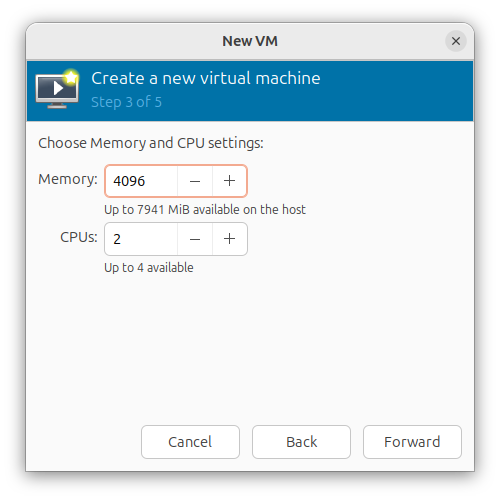 New VM
Create a new virtual machine
Step 3 of 5
Choose Memory and CPU settings:
Memory: 4096 − +
Up to 7941 MiB available on the host
CPUs: 2 − +
Up to 4 available
Cancel Back Forward